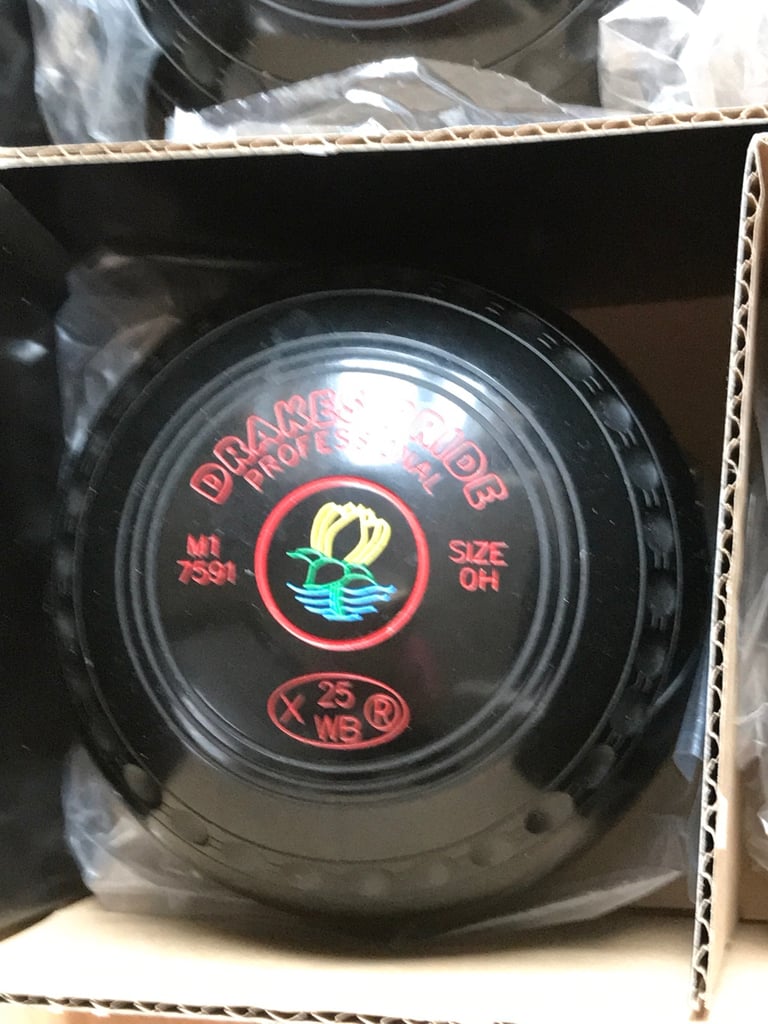 DRAKES PRIDE
PROFESSIONAL
M1
7591
SIZE
0H
X 25 R
WB